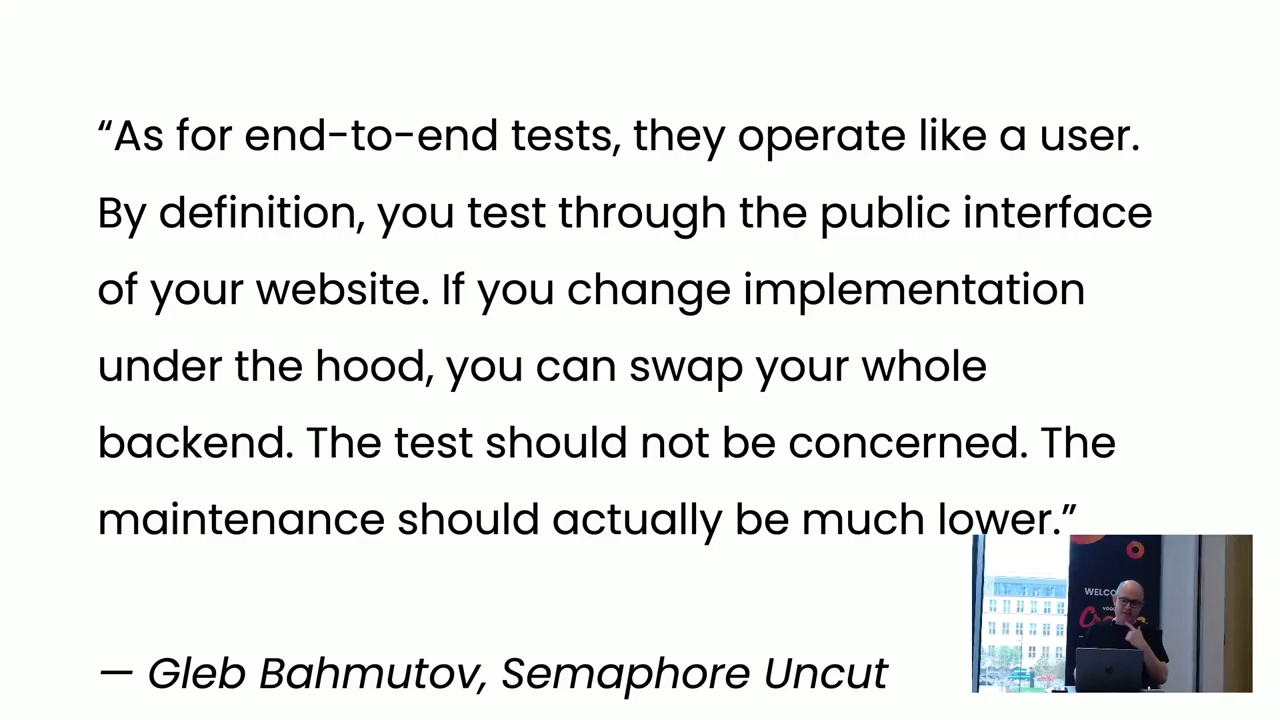 “As for end-to-end tests, they operate like a user.
By definition, you test through the public interface
of your website. If you change implementation
under the hood, you can swap your whole
backend. The test should not be concerned. The
maintenance should actually be much lower.”
— Gleb Bahmutov, Semaphore Uncut